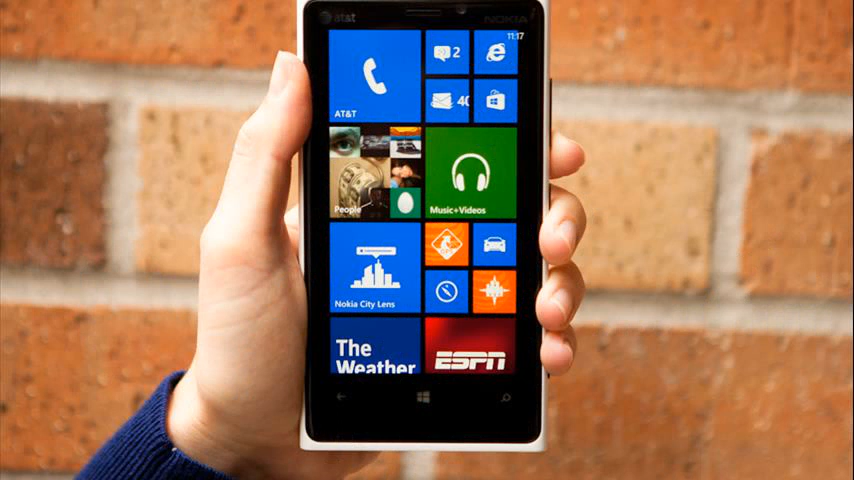 at&t NOKIA
11:17
2
AT&T
40
People
Music+Videos
Nokia City Lens
The
Weather
ESPN